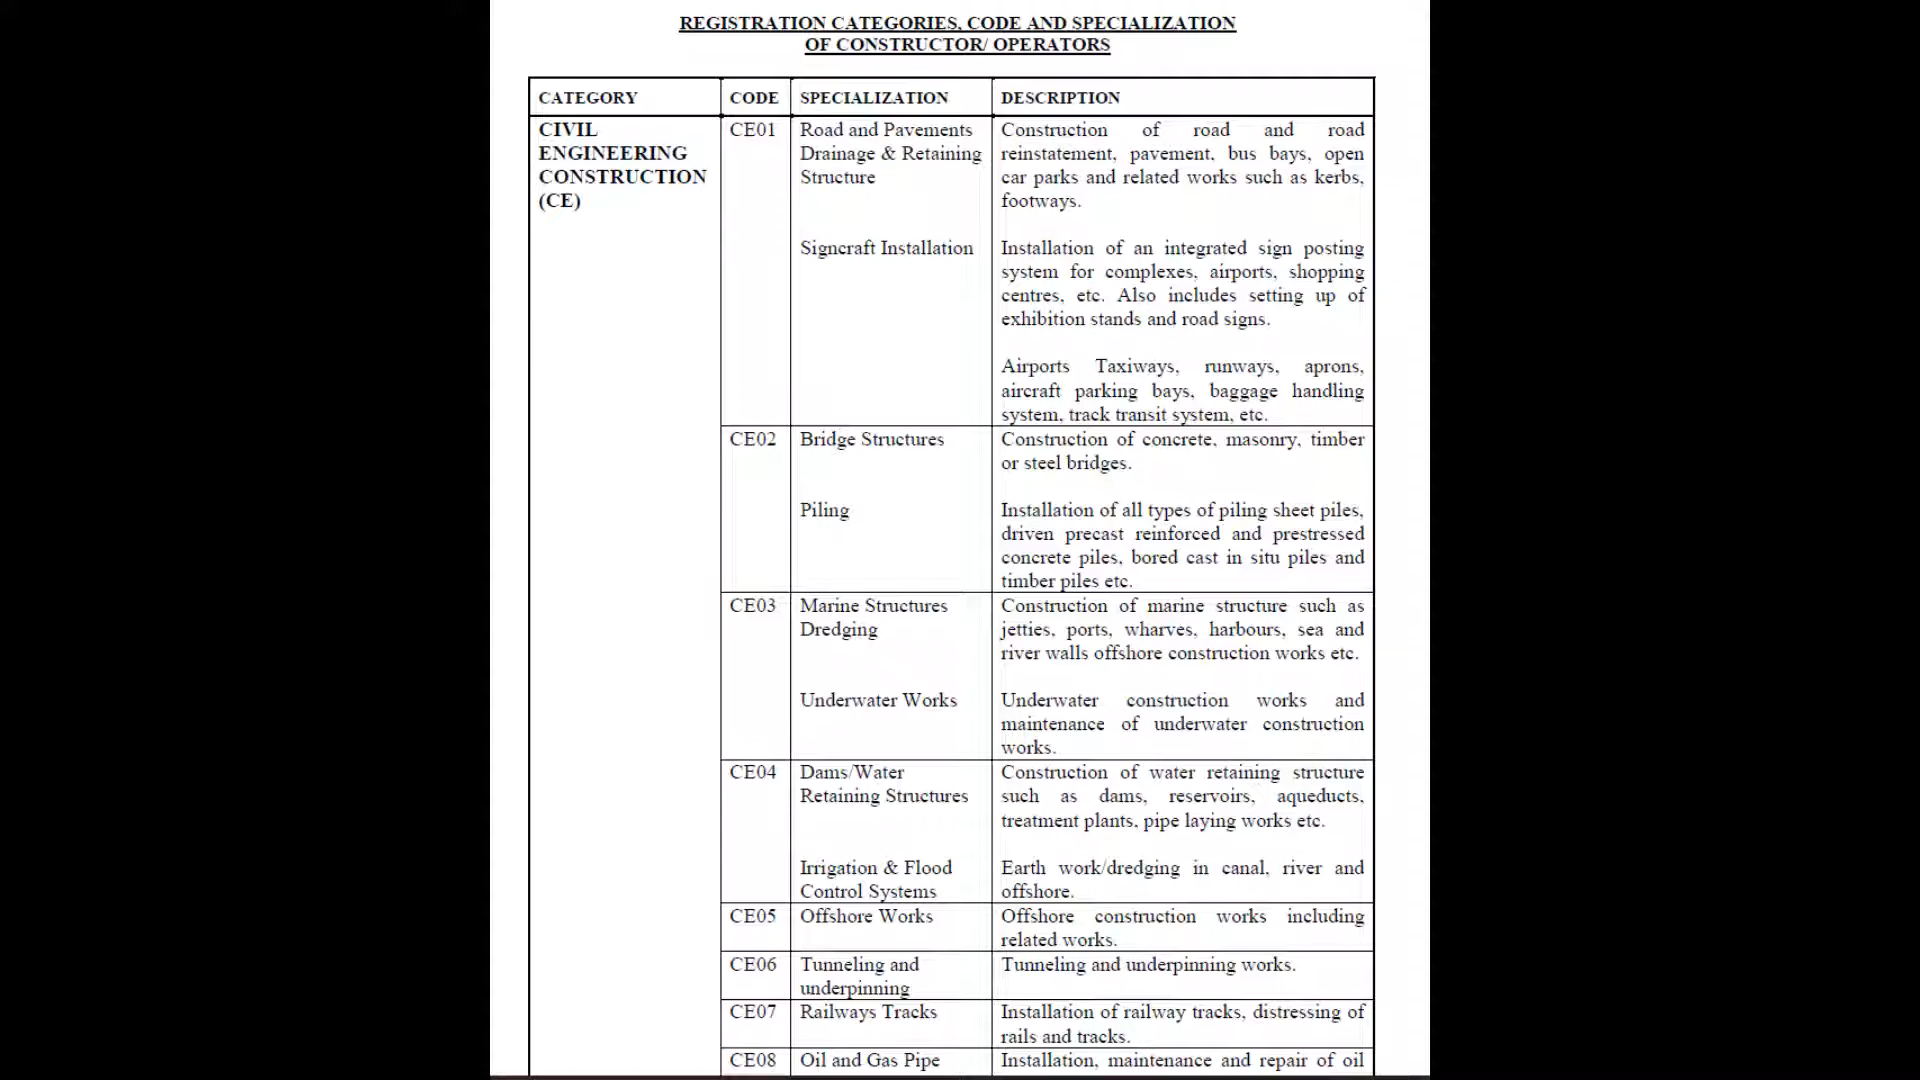 REGISTRATION CATEGORIES, CODE AND SPECIALIZATION
OF CONSTRUCTOR/ OPERATORS
CATEGORY CODE SPECIALIZATION DESCRIPTION
CIVIL CE01 Road and Pavements Construction of road and road
ENGINEERING Drainage & Retaining reinstatement, pavement, bus bays, open
CONSTRUCTION Structure car parks and related works such as kerbs,
(CE) footways.
Signcraft Installation Installation of an integrated sign posting
system for complexes, airports, shopping
centres, etc. Also includes setting up of
exhibition stands and road signs.
Airports Taxiways, runways, aprons,
aircraft parking bays, baggage handling
system, track transit system, etc.
CE02 Bridge Structures Construction of concrete, masonry, timber
or steel bridges.
Piling Installation of all types of piling sheet piles,
driven precast reinforced and prestressed
concrete piles, bored cast in situ piles and
timber piles etc.
CE03 Marine Structures Construction of marine structure such as
Dredging jetties, ports, wharves, harbours, sea and
river walls offshore construction works etc.
Underwater Works Underwater construction works and
maintenance of underwater construction
works.
CE04 Dams/Water Construction of water retaining structure
Retaining Structures such as dams, reservoirs, aqueducts,
treatment plants, pipe laying works etc.
Irrigation & Flood Earth work/dredging in canal, river and
Control Systems offshore.
CE05 Offshore Works Offshore construction works including
related works.
CE06 Tunneling and Tunneling and underpinning works.
underpinning
CE07 Railways Tracks Installation of railway tracks, distressing of
rails and tracks.
CE08 Oil and Gas Pipe Installation, maintenance and repair of oil